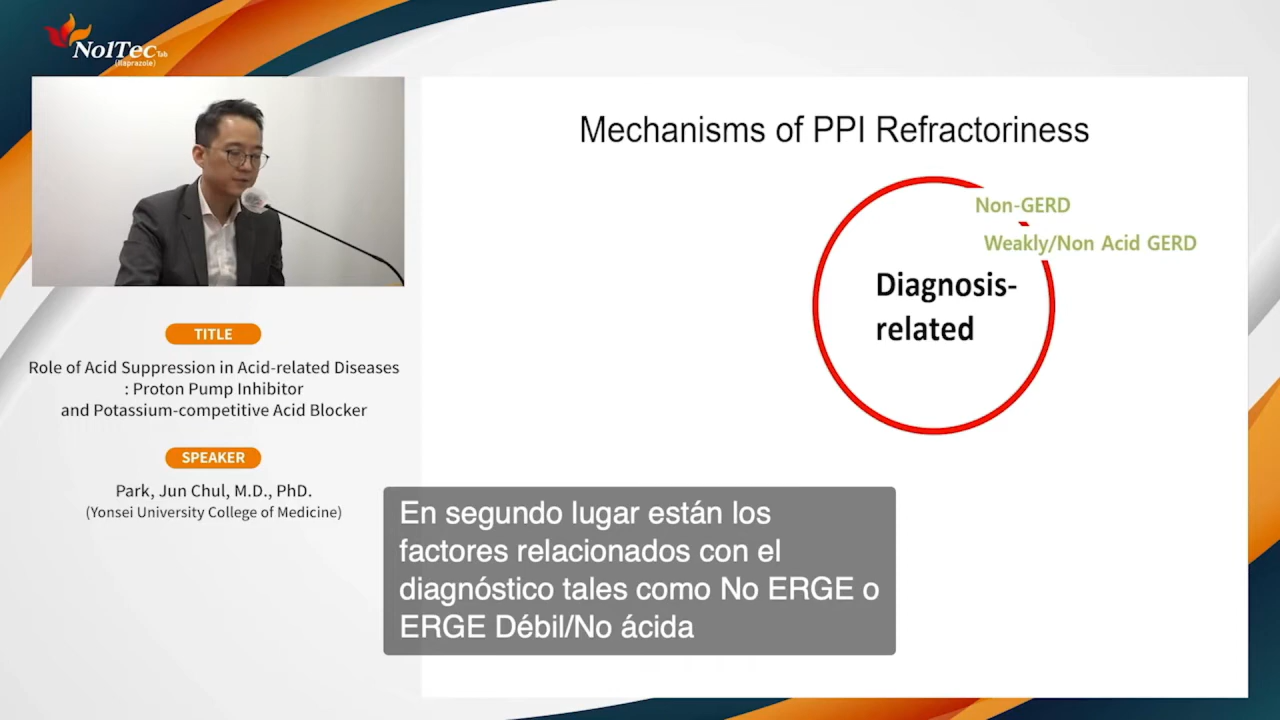 NolTec Tab
(Ilaprazole)
Mechanisms of PPI Refractoriness
Non-GERD
Weakly/Non Acid GERD
Diagnosis-
related
TITLE
Role of Acid Suppression in Acid-related Diseases
: Proton Pump Inhibitor
and Potassium-competitive Acid Blocker
SPEAKER
Park, Jun Chul, M.D., PhD.
(Yonsei University College of Medicine)
En segundo lugar están los
factores relacionados con el
diagnóstico tales como No ERGE o
ERGE Débil/No ácida